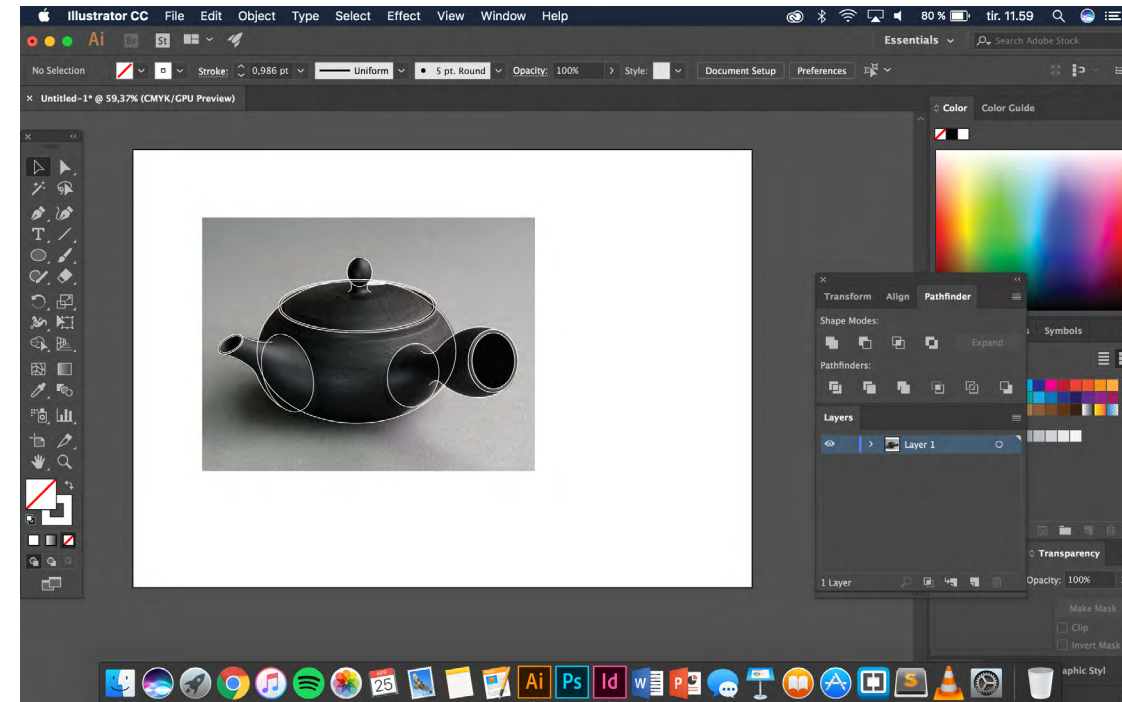 Illustrator CC File Edit Object Type Select Effect View Window Help 80 % tir. 11.59
Ai Br St Essentials Search Adobe Stock
No Selection Stroke: 0,986 pt Uniform 5 pt. Round Opacity: 100% Style: Document Setup Preferences
× Untitled-1* @ 59,37% (CMYK/GPU Preview)
Color Color Guide
Transform Align Pathfinder
Shape Modes:
Expand
Symbols
Pathfinders:
Layers
Layer 1
Transparency
1 Layer
Opacity: 100%
Make Mask
Clip
Invert Mask
aphic Styl
25
Ai Ps Id W P S